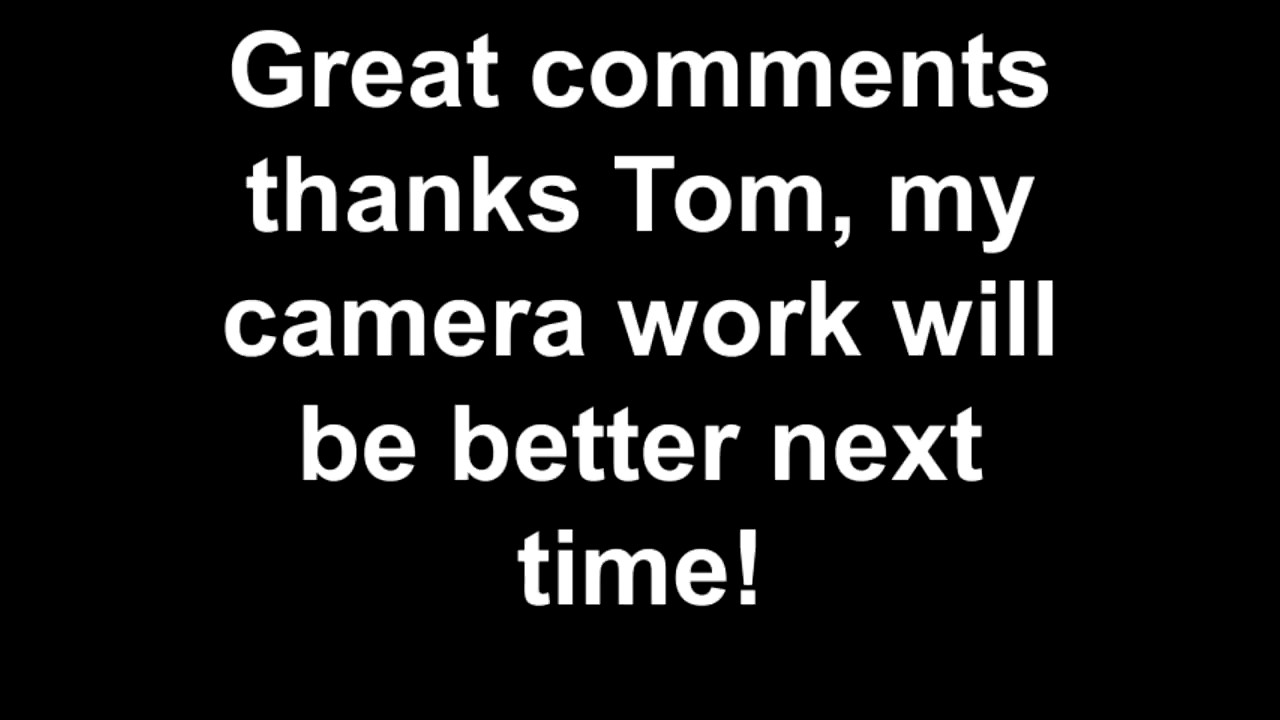 Great comments
thanks Tom, my
camera work will
be better next
time!